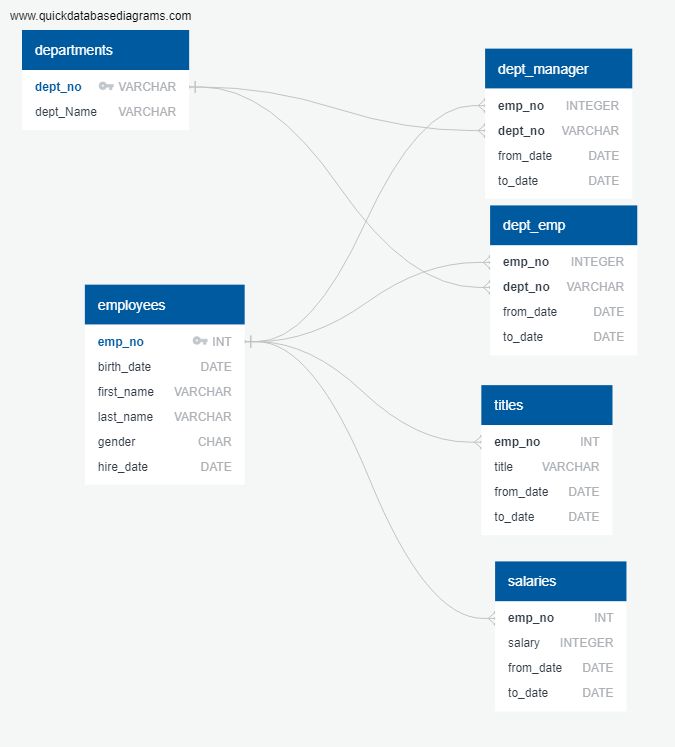 www.quickdatabasediagrams.com
departments
dept_no VARCHAR
dept_Name VARCHAR
dept_manager
emp_no INTEGER
dept_no VARCHAR
from_date DATE
to_date DATE
dept_emp
emp_no INTEGER
dept_no VARCHAR
from_date DATE
to_date DATE
employees
emp_no INT
birth_date DATE
first_name VARCHAR
last_name VARCHAR
gender CHAR
hire_date DATE
titles
emp_no INT
title VARCHAR
from_date DATE
to_date DATE
salaries
emp_no INT
salary INTEGER
from_date DATE
to_date DATE